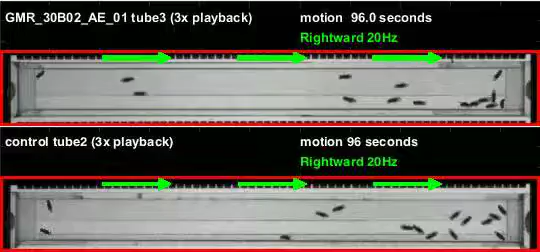 GMR_30B02_AE_01 tube3 (3x playback) motion 96.0 seconds
Rightward 20Hz
control tube2 (3x playback) motion 96 seconds
Rightward 20Hz